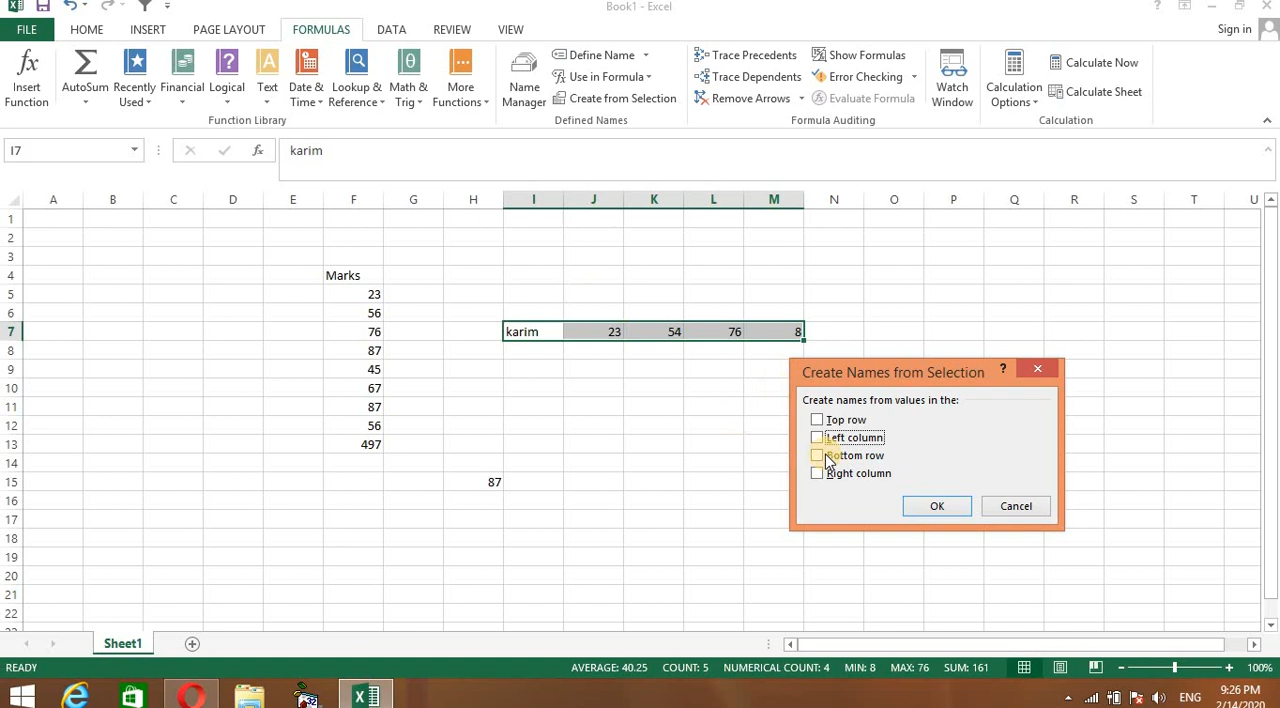 Book1 - Excel
FILE HOME INSERT PAGE LAYOUT FORMULAS DATA REVIEW VIEW Sign in
Insert Function
AutoSum
Recently Used
Financial
Logical
Text
Date & Time
Lookup & Reference
Math & Trig
More Functions
Function Library
Name Manager
Define Name
Use in Formula
Create from Selection
Defined Names
Trace Precedents
Trace Dependents
Remove Arrows
Show Formulas
Error Checking
Evaluate Formula
Formula Auditing
Watch Window
Calculation Options
Calculate Now
Calculate Sheet
Calculation
I7 fx karim
A B C D E F G H I J K L M N O P Q R S T U
1
2
3
4 Marks
5 23
6 56
7 76 karim 23 54 76 8
8 87
9 45
10 67
11 87
12 56
13 497
14
15 87
16
17
18
19
20
21
22
Create Names from Selection ?
Create names from values in the:
Top row
Left column
Bottom row
Right column
OK Cancel
Sheet1
READY AVERAGE: 40.25 COUNT: 5 NUMERICAL COUNT: 4 MIN: 8 MAX: 76 SUM: 161 100%
ENG 9:26 PM
2/14/2020